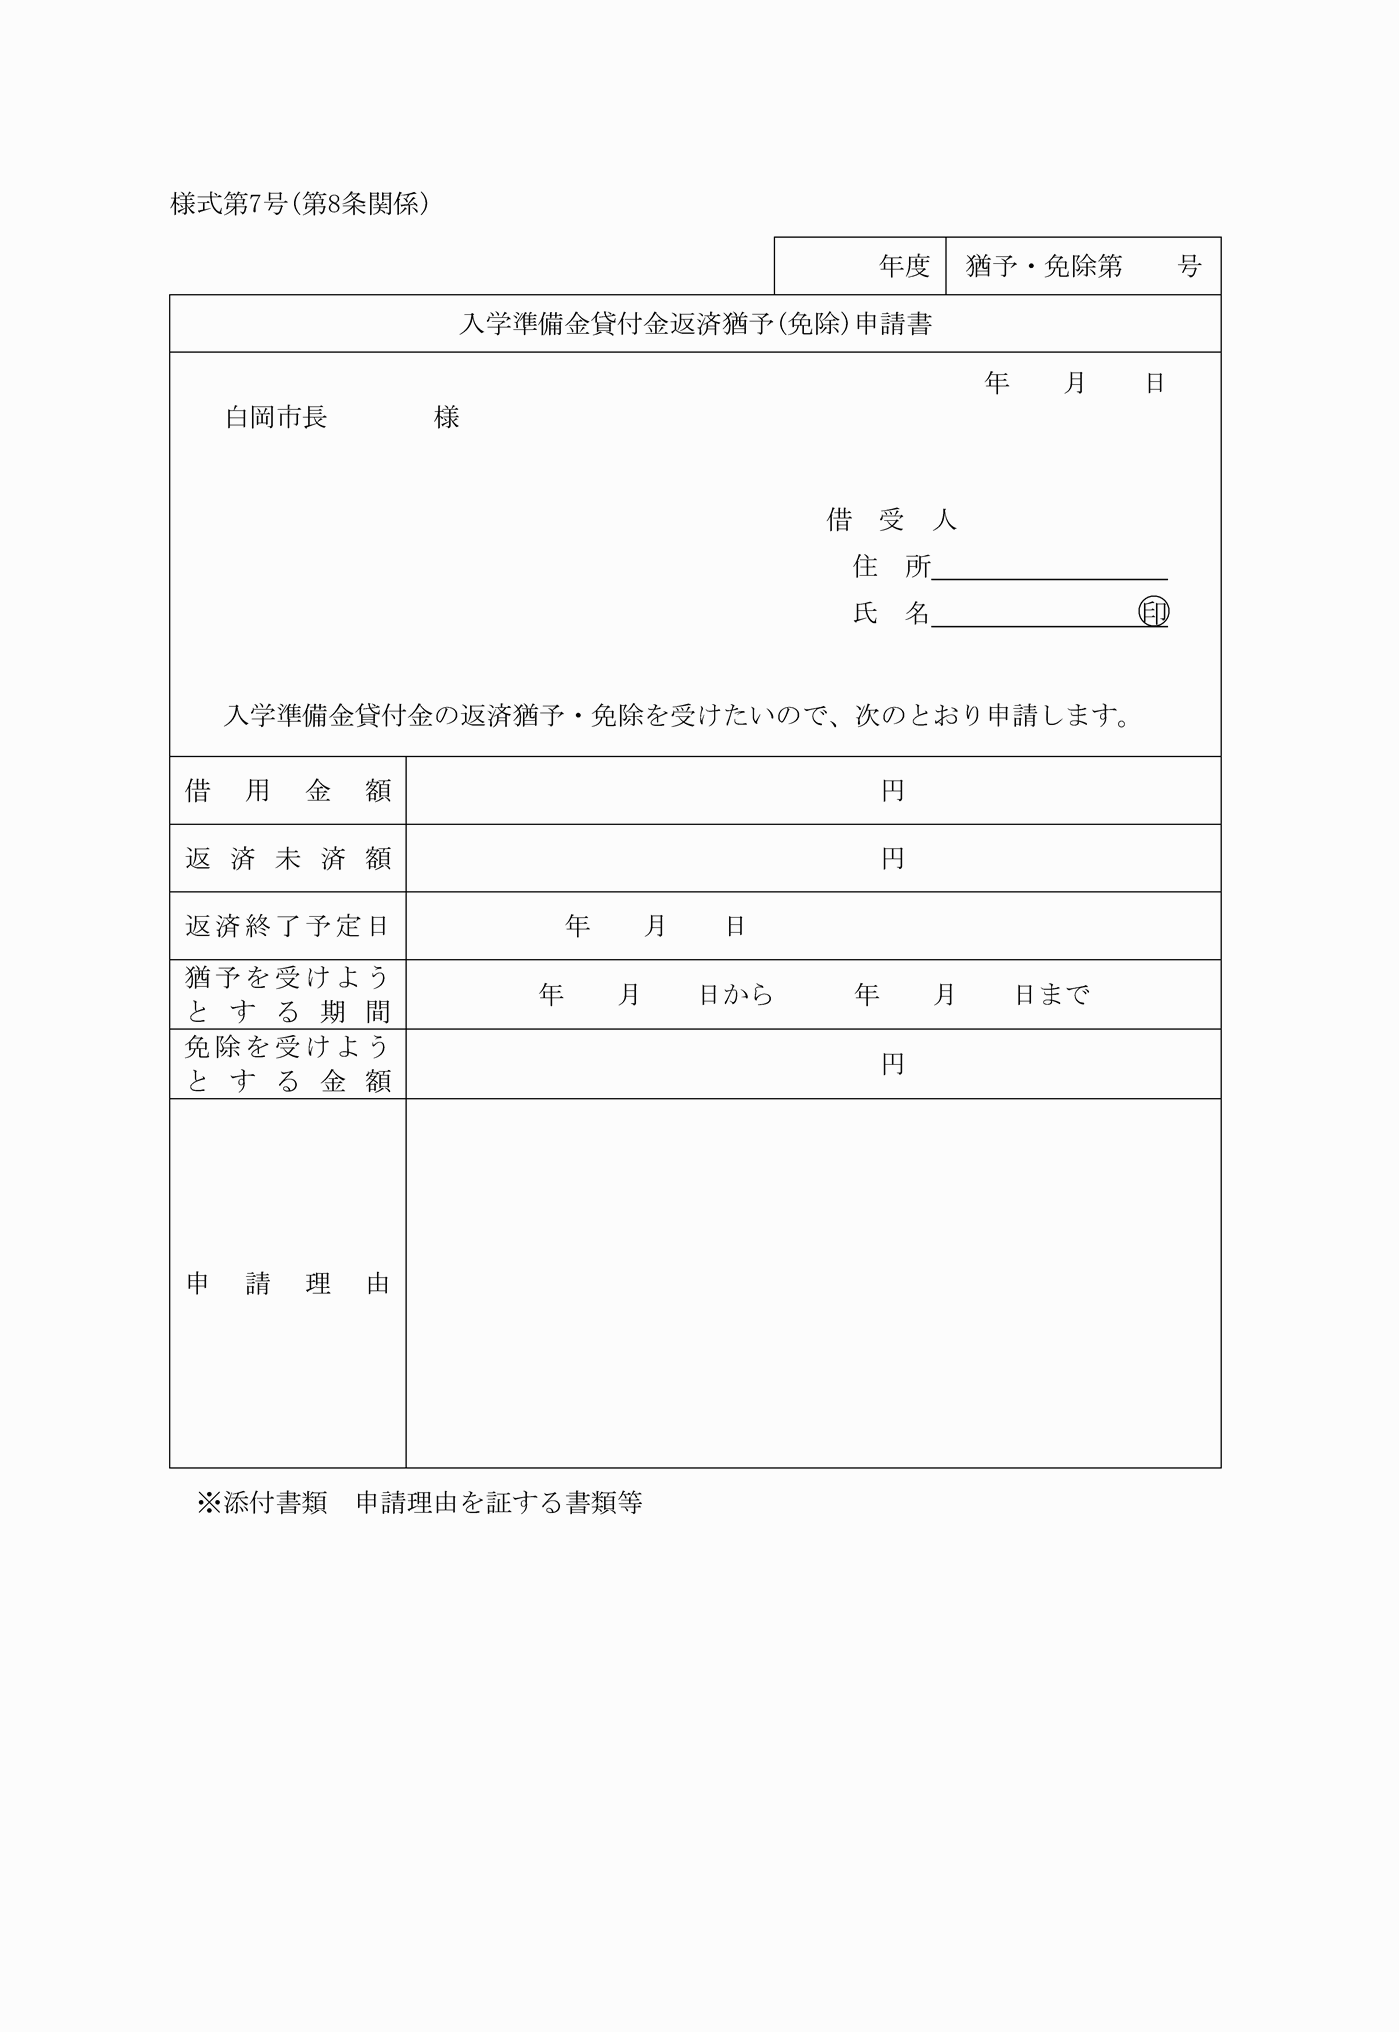 様式第7号(第8条関係)
年度 猶予・免除第 号
入学準備金貸付金返済猶予(免除)申請書
年 月 日
白岡市長 様
借 受 人
住 所
氏 名 ㊞
入学準備金貸付金の返済猶予・免除を受けたいので、次のとおり申請します。
借用金額 円
返済未済額 円
返済終了予定日 年 月 日
猶予を受けよう
とする期間 年 月 日から 年 月 日まで
免除を受けよう
とする金額 円
申請理由
※添付書類 申請理由を証する書類等